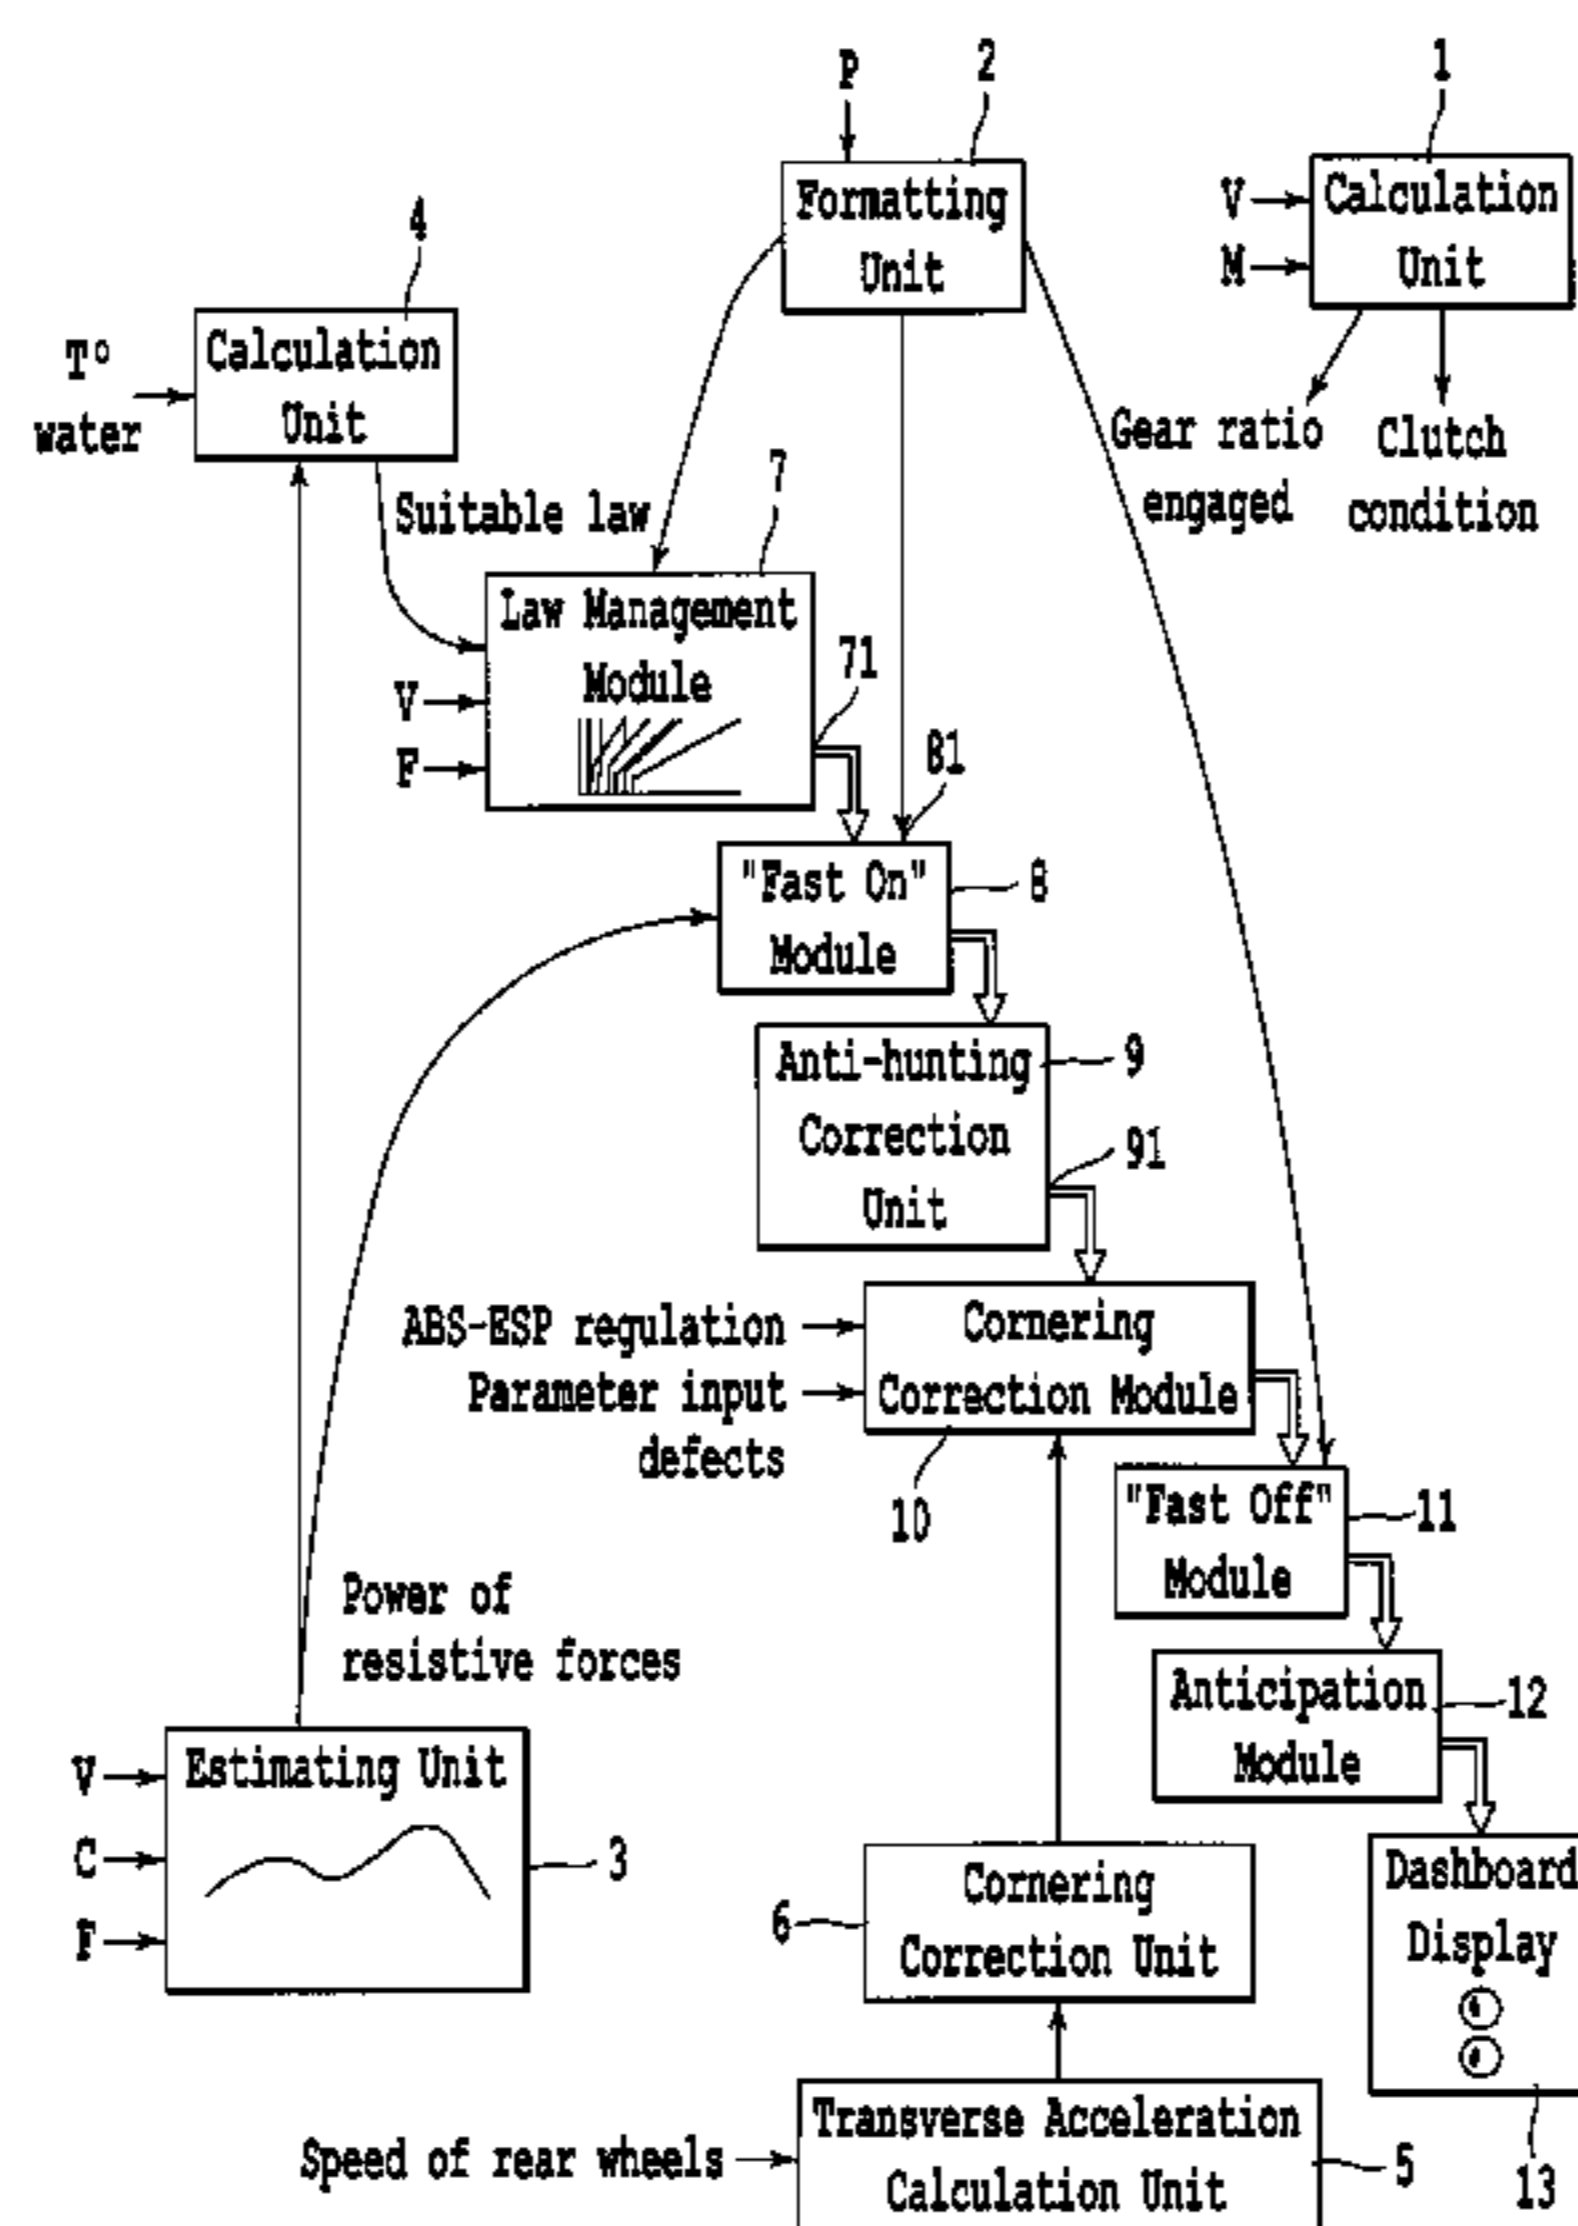 P
2
1
Formatting
Unit
V
M
Calculation
Unit
4
T°
water
Calculation
Unit
Gear ratio
engaged
Clutch
condition
Suitable law
7
Law Management
Module
V
F
71
81
"Fast On"
Module
8
Anti-hunting
Correction
Unit
9
91
ABS-ESP regulation
Parameter input
defects
Cornering
Correction Module
10
"Fast Off"
Module
11
Power of
resistive forces
Anticipation
Module
12
V
C
F
Estimating Unit
3
6
Cornering
Correction Unit
Dashboard
Display
13
Speed of rear wheels
Transverse Acceleration
Calculation Unit
5